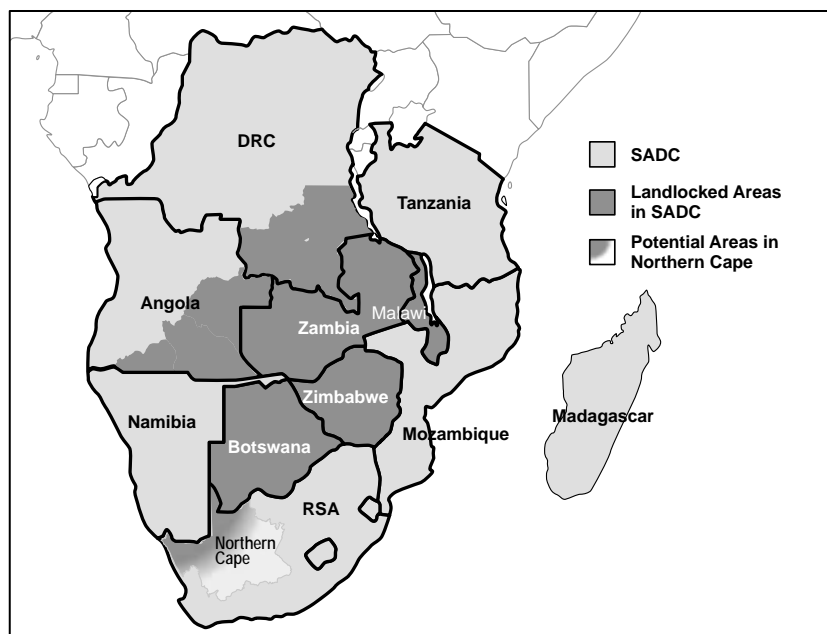 DRC
Tanzania
Angola
Malawi
Zambia
Zimbabwe
Namibia
Mozambique
Botswana
RSA
Northern
Cape
Madagascar
SADC
Landlocked Areas
in SADC
Potential Areas in
Northern Cape